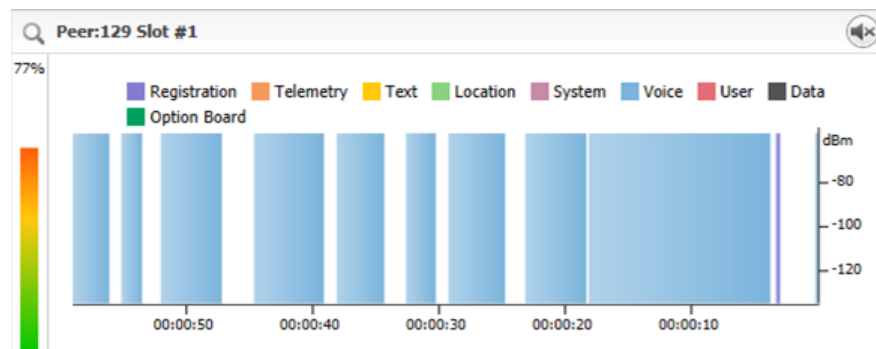 Peer:129 Slot #1
77%
Registration Telemetry Text Location System Voice User Data
Option Board
dBm
-80
-100
-120
00:00:50 00:00:40 00:00:30 00:00:20 00:00:10